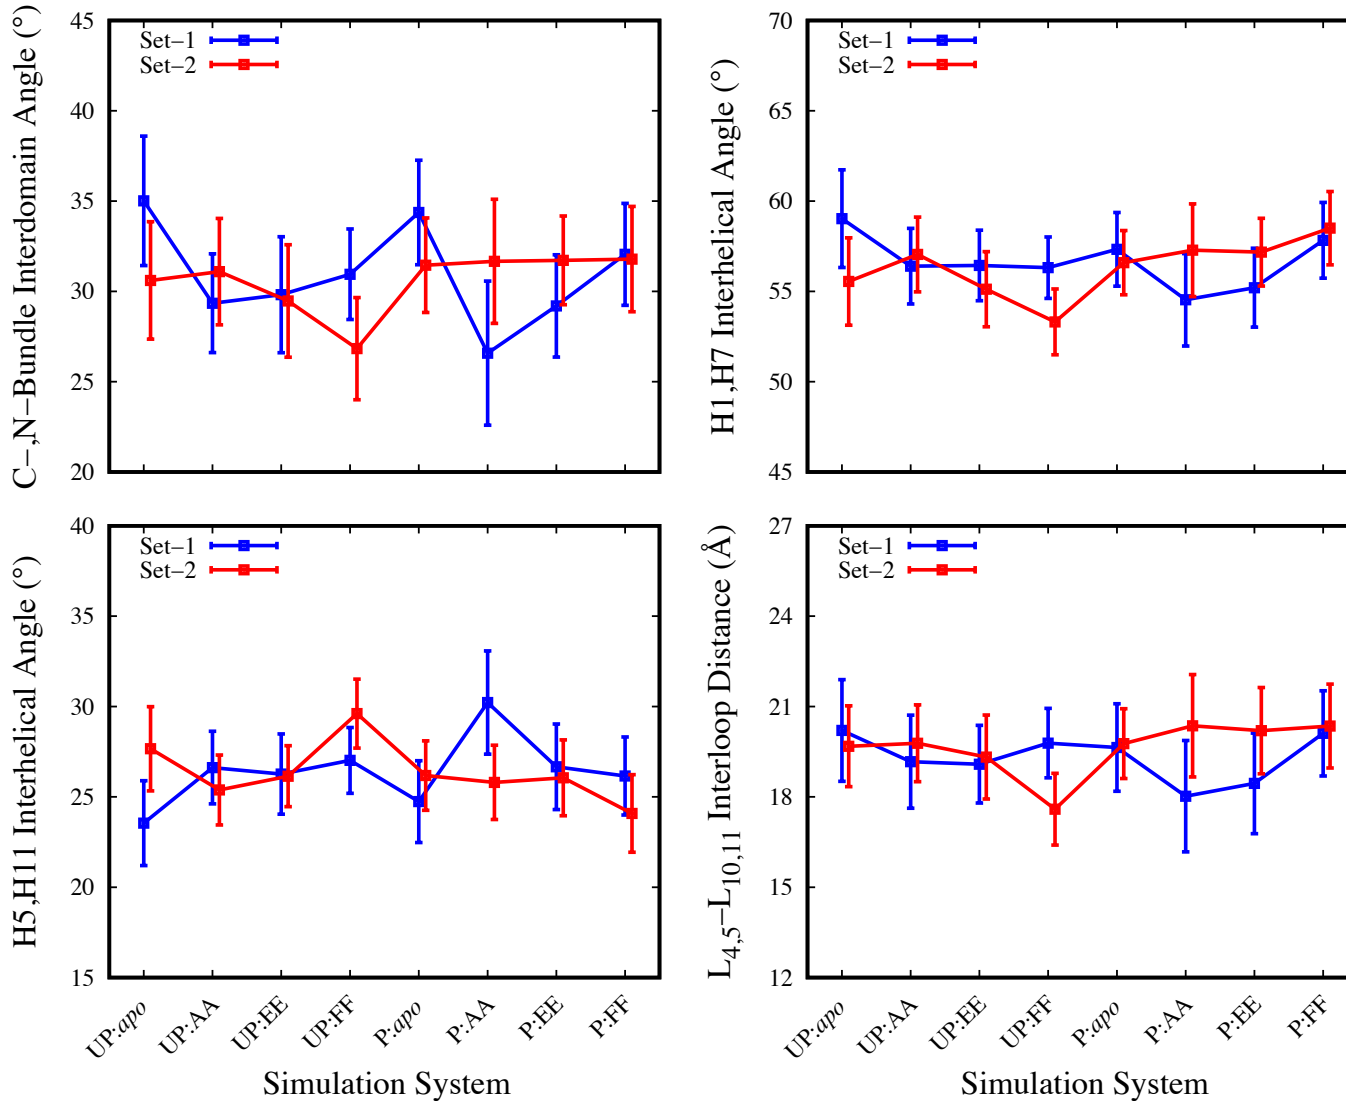 C−,N−Bundle Interdomain Angle (°)
45
40
35
30
25
20
Set−1
Set−2
H1,H7 Interhelical Angle (°)
70
65
60
55
50
45
Set−1
Set−2
H5,H11 Interhelical Angle (°)
40
35
30
25
20
15
Set−1
Set−2
UP:apo
UP:AA
UP:EE
UP:FF
P:apo
P:AA
P:EE
P:FF
Simulation System
L4,5−L10,11 Interloop Distance (Å)
27
24
21
18
15
12
Set−1
Set−2
UP:apo
UP:AA
UP:EE
UP:FF
P:apo
P:AA
P:EE
P:FF
Simulation System